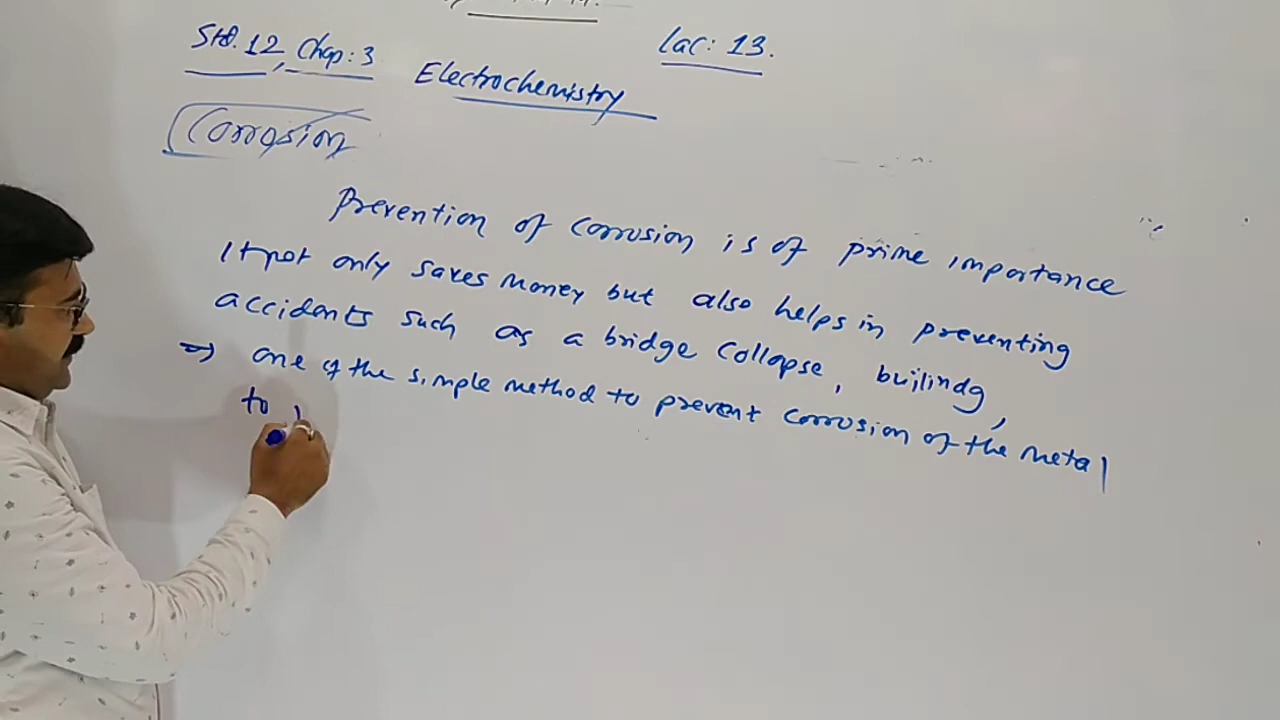 Std. 12, Chap: 3
Lac: 13.
Electrochemistry
Corrosion
Prevention of corrosion is of prime importance
It not only saves money but also helps in preventing
accidents such as a bridge collapse, builindg,
⇒ one of the simple method to prevent corrosion of the metal
to